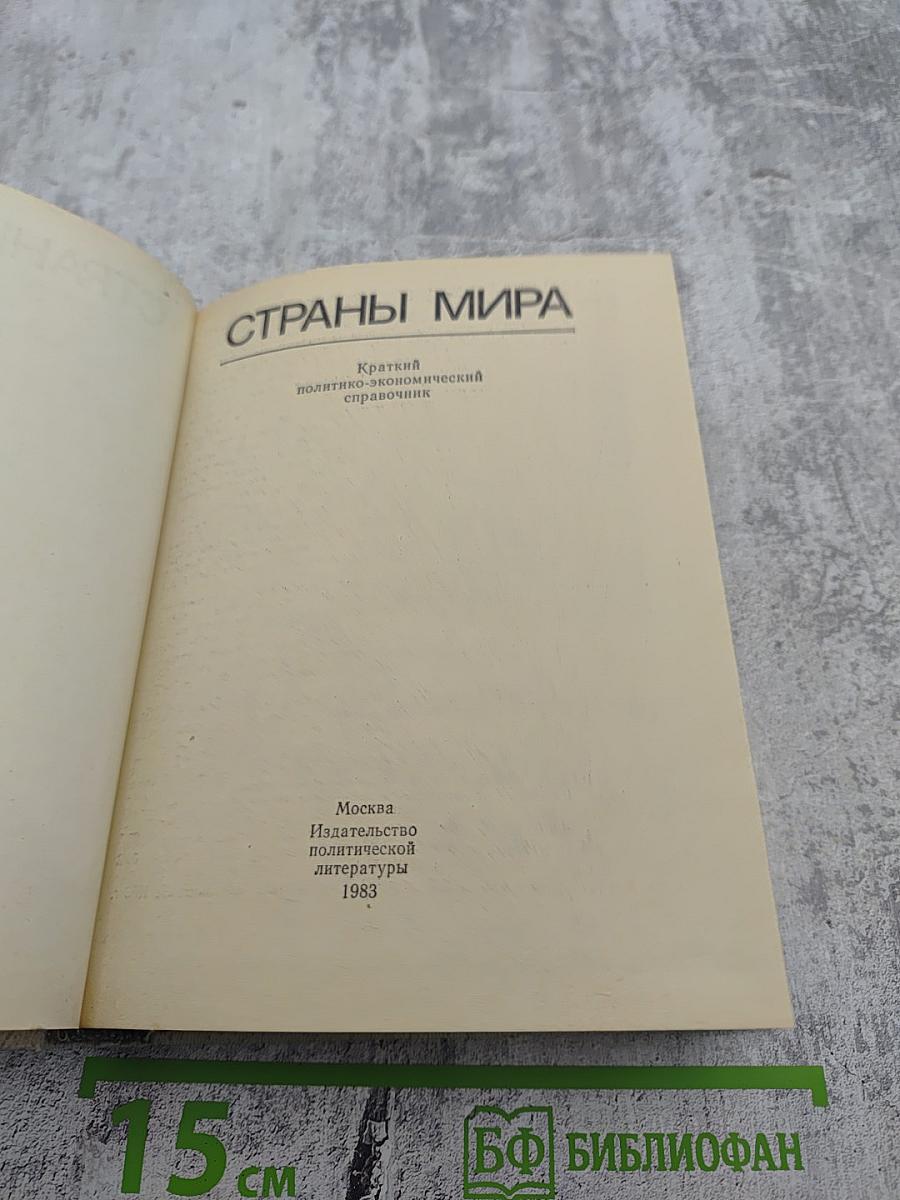 СТРАНЫ МИРА
Краткий
политико-экономический
справочник
Москва
Издательство
политической
литературы
1983
15 см
БФ БИБЛИОФАН